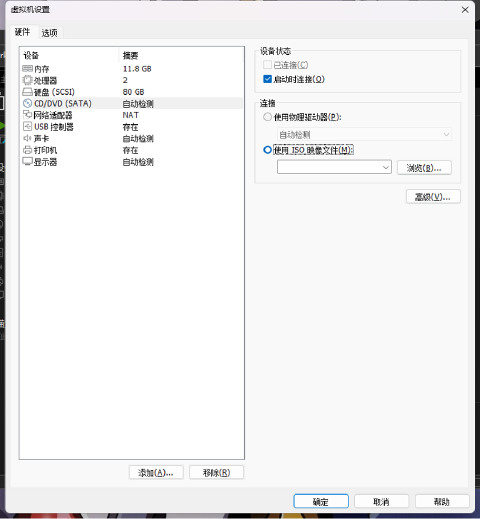 虚拟机设置
硬件 选项
设备 摘要
内存 11.8 GB
处理器 2
硬盘 (SCSI) 80 GB
CD/DVD (SATA) 自动检测
网络适配器 NAT
USB 控制器 存在
声卡 自动检测
打印机 存在
显示器 自动检测
添加(A)... 移除(R)
设备状态
已连接(C)
启动时连接(O)
连接
使用物理驱动器(P):
自动检测
使用 ISO 映像文件(M):
浏览(B)...
高级(V)...
确定 取消 帮助